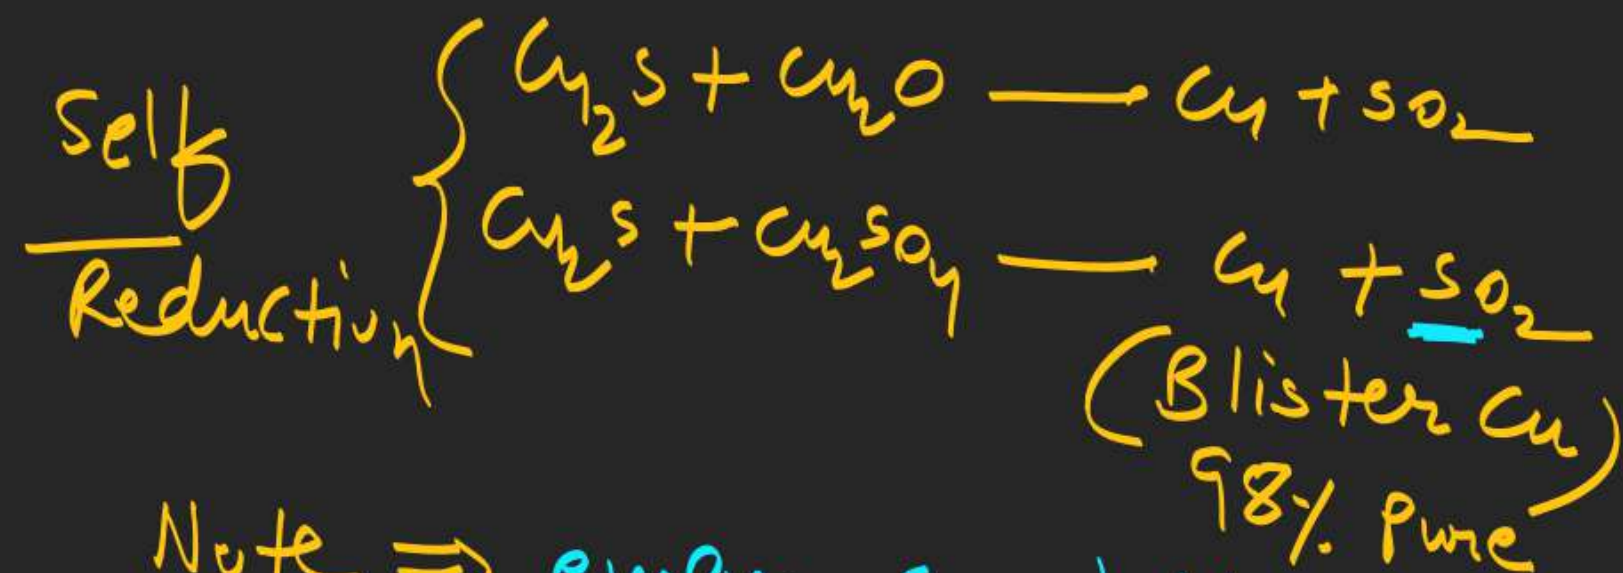 Self Reduction { Cu₂S + Cu₂O ⟶ Cu + SO₂
Cu₂S + Cu₂SO₄ ⟶ Cu + SO₂
(Blister Cu)
98% Pure
Note ⇒